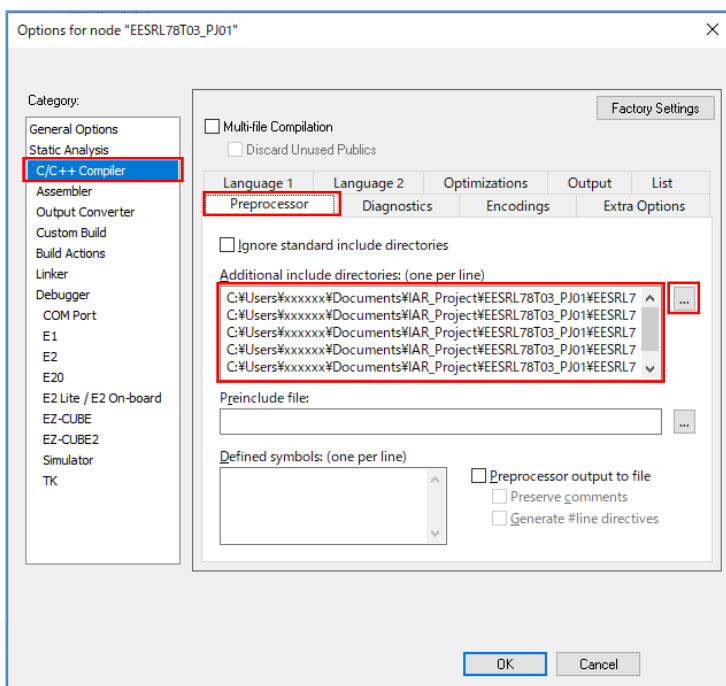 Options for node "EESRL78T03_PJ01"
Category:
General Options
Static Analysis
C/C++ Compiler
Assembler
Output Converter
Custom Build
Build Actions
Linker
Debugger
COM Port
E1
E2
E20
E2 Lite / E2 On-board
EZ-CUBE
EZ-CUBE2
Simulator
TK
Factory Settings
Multi-file Compilation
Discard Unused Publics
Language 1 Language 2 Optimizations Output List
Preprocessor Diagnostics Encodings Extra Options
Ignore standard include directories
Additional include directories: (one per line)
C:¥Users¥xxxxxx¥Documents¥IAR_Project¥EESRL78T03_PJ01¥EESRL7
C:¥Users¥xxxxxx¥Documents¥IAR_Project¥EESRL78T03_PJ01¥EESRL7
C:¥Users¥xxxxxx¥Documents¥IAR_Project¥EESRL78T03_PJ01¥EESRL7
C:¥Users¥xxxxxx¥Documents¥IAR_Project¥EESRL78T03_PJ01¥EESRL7
C:¥Users¥xxxxxx¥Documents¥IAR_Project¥EESRL78T03_PJ01¥EESRL7
...
Preinclude file:
...
Defined symbols: (one per line)
Preprocessor output to file
Preserve comments
Generate #line directives
OK Cancel